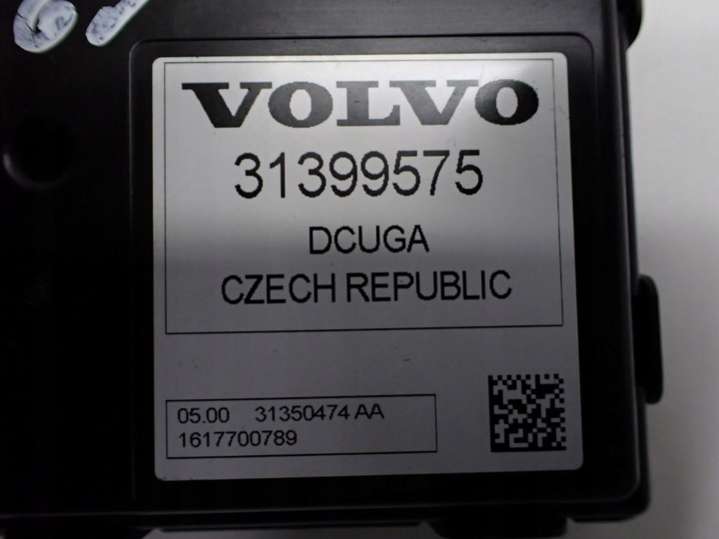 VOLVO
31399575
DCUGA
CZECH REPUBLIC
05.00 31350474 AA
1617700789